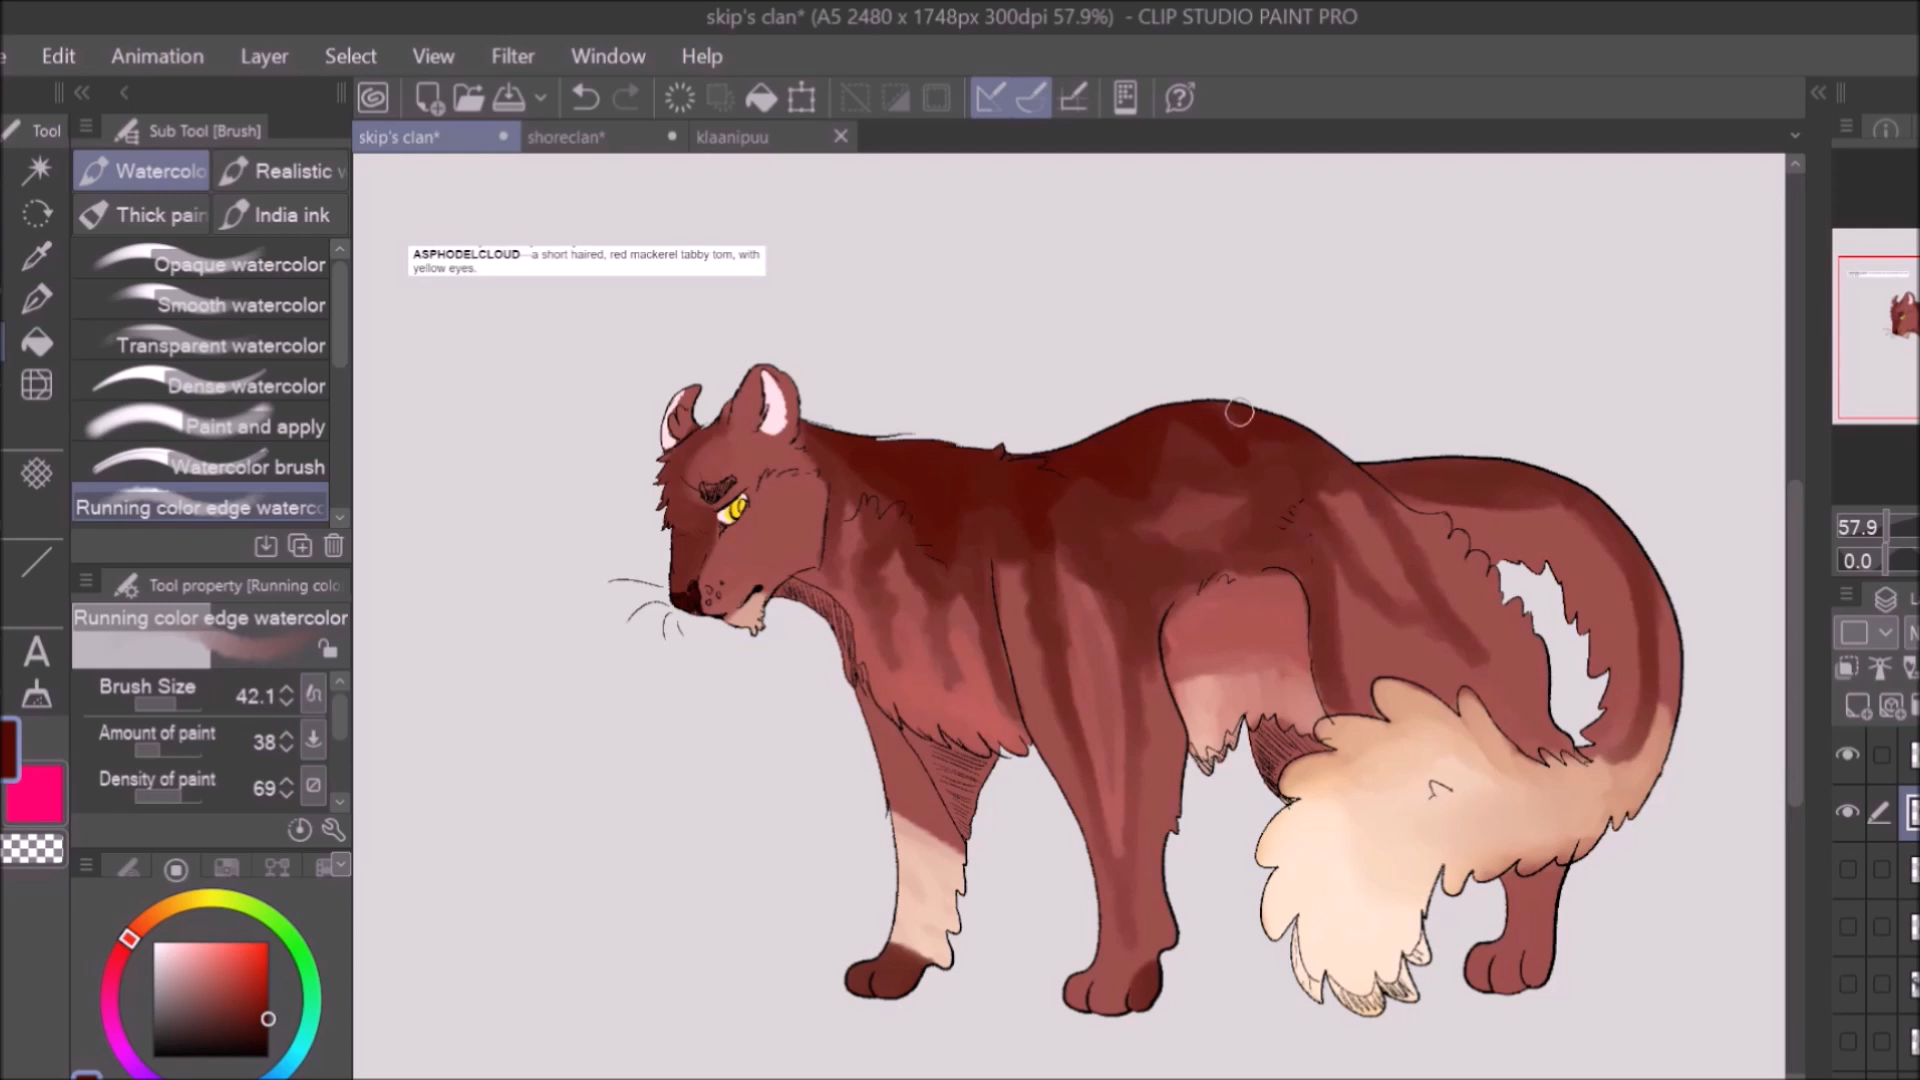 skip's clan* (A5 2480 x 1748px 300dpi 57.9%) - CLIP STUDIO PAINT PRO
Edit Animation Layer Select View Filter Window Help
Tool
Sub Tool [Brush]
skip's clan* shoreclan* klaanipuu
Watercolo Realistic
Thick pain India ink
Opaque watercolor
Smooth watercolor
Transparent watercolor
Dense watercolor
Paint and apply
Watercolor brush
Running color edge waterco
ASPHODELCLOUD a short haired, red mackerel tabby tom, with
yellow eyes.
Tool property [Running colo
Running color edge watercolor
Brush Size 42.1
Amount of paint 38
Density of paint 69
A
57.9
0.0